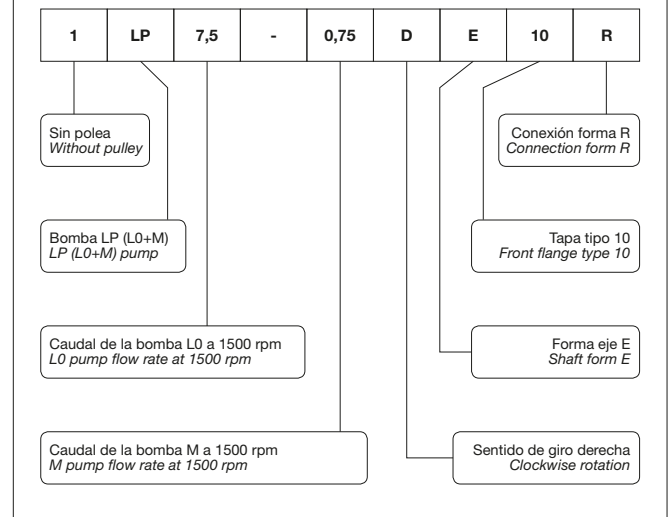 1 LP 7,5 - 0,75 D E 10 R
Sin polea
Without pulley
Conexión forma R
Connection form R
Bomba LP (L0+M)
LP (L0+M) pump
Tapa tipo 10
Front flange type 10
Caudal de la bomba L0 a 1500 rpm
L0 pump flow rate at 1500 rpm
Forma eje E
Shaft form E
Caudal de la bomba M a 1500 rpm
M pump flow rate at 1500 rpm
Sentido de giro derecha
Clockwise rotation